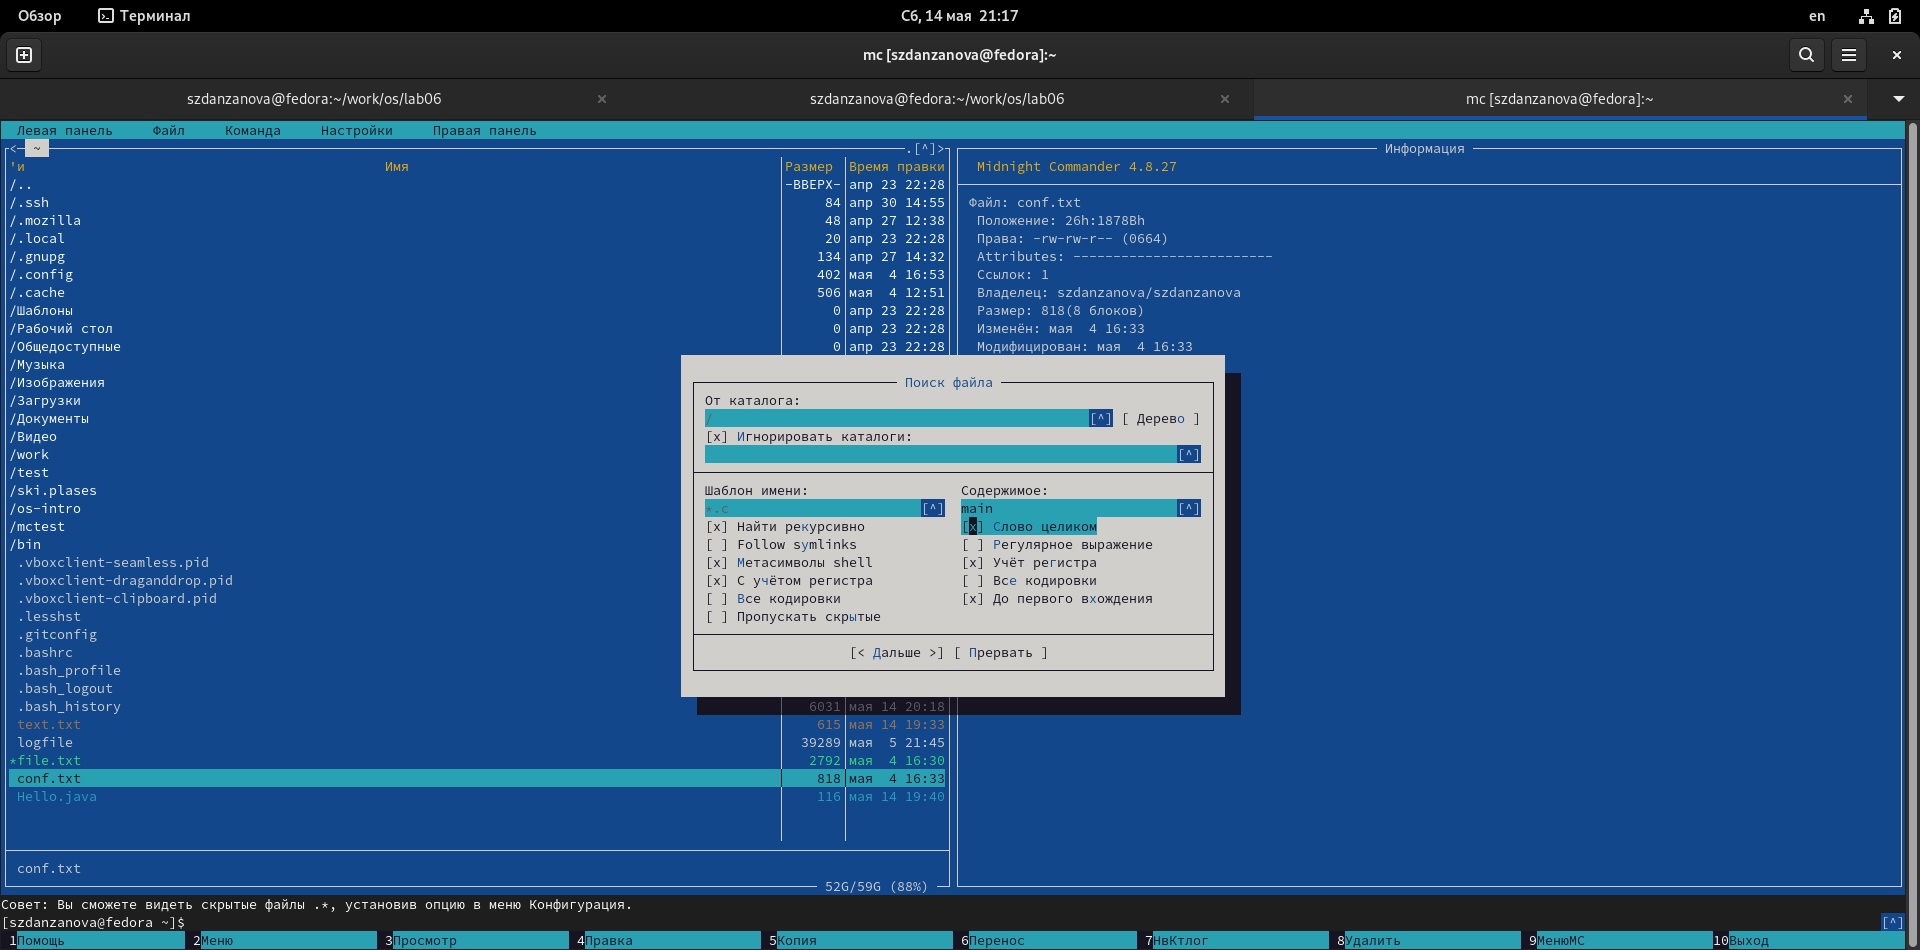 Обзор Терминал Сб, 14 мая 21:17 en
mc [szdanzanova@fedora]:~
szdanzanova@fedora:~/work/os/lab06 × szdanzanova@fedora:~/work/os/lab06 × mc [szdanzanova@fedora]:~ ×
Левая панель Файл Команда Настройки Правая панель
<─ ~ .[^]>
'и Имя Размер Время правки
/.. -ВВЕРХ- апр 23 22:28
/.ssh 84 апр 30 14:55
/.mozilla 48 апр 27 12:38
/.local 20 апр 23 22:28
/.gnupg 134 апр 27 14:32
/.config 402 мая 4 16:53
/.cache 506 мая 4 12:51
/Шаблоны 0 апр 23 22:28
/Рабочий стол 0 апр 23 22:28
/Общедоступные 0 апр 23 22:28
/Музыка
/Изображения
/Загрузки
/Документы
/Видео
/work
/test
/ski.plases
/os-intro
/mctest
/bin
.vboxclient-seamless.pid
.vboxclient-draganddrop.pid
.vboxclient-clipboard.pid
.lesshst
.gitconfig
.bashrc
.bash_profile
.bash_logout
.bash_history 6031 мая 14 20:18
text.txt 615 мая 14 19:33
logfile 39289 мая 5 21:45
*file.txt 2792 мая 4 16:30
conf.txt 818 мая 4 16:33
Hello.java 116 мая 14 19:40
conf.txt
52G/59G (88%)
Информация
Midnight Commander 4.8.27
Файл: conf.txt
Положение: 26h:1878Bh
Права: -rw-rw-r-- (0664)
Attributes: -------------------------
Ссылок: 1
Владелец: szdanzanova/szdanzanova
Размер: 818(8 блоков)
Изменён: мая 4 16:33
Модифицирован: мая 4 16:33
Поиск файла
От каталога:
/ [^] [ Дерево ]
[x] Игнорировать каталоги:
[^]
Шаблон имени: Содержимое:
*.c [^] main [^]
[x] Найти рекурсивно [x] Слово целиком
[ ] Follow symlinks [ ] Регулярное выражение
[x] Метасимволы shell [x] Учёт регистра
[x] С учётом регистра [ ] Все кодировки
[ ] Все кодировки [x] До первого вхождения
[ ] Пропускать скрытые
[< Дальше >] [ Прервать ]
Совет: Вы сможете видеть скрытые файлы .*, установив опцию в меню Конфигурация.
[szdanzanova@fedora ~]$ [^]
1Помощь 2Меню 3Просмотр 4Правка 5Копия 6Перенос 7НвКтлог 8Удалить 9МенюMC 10Выход